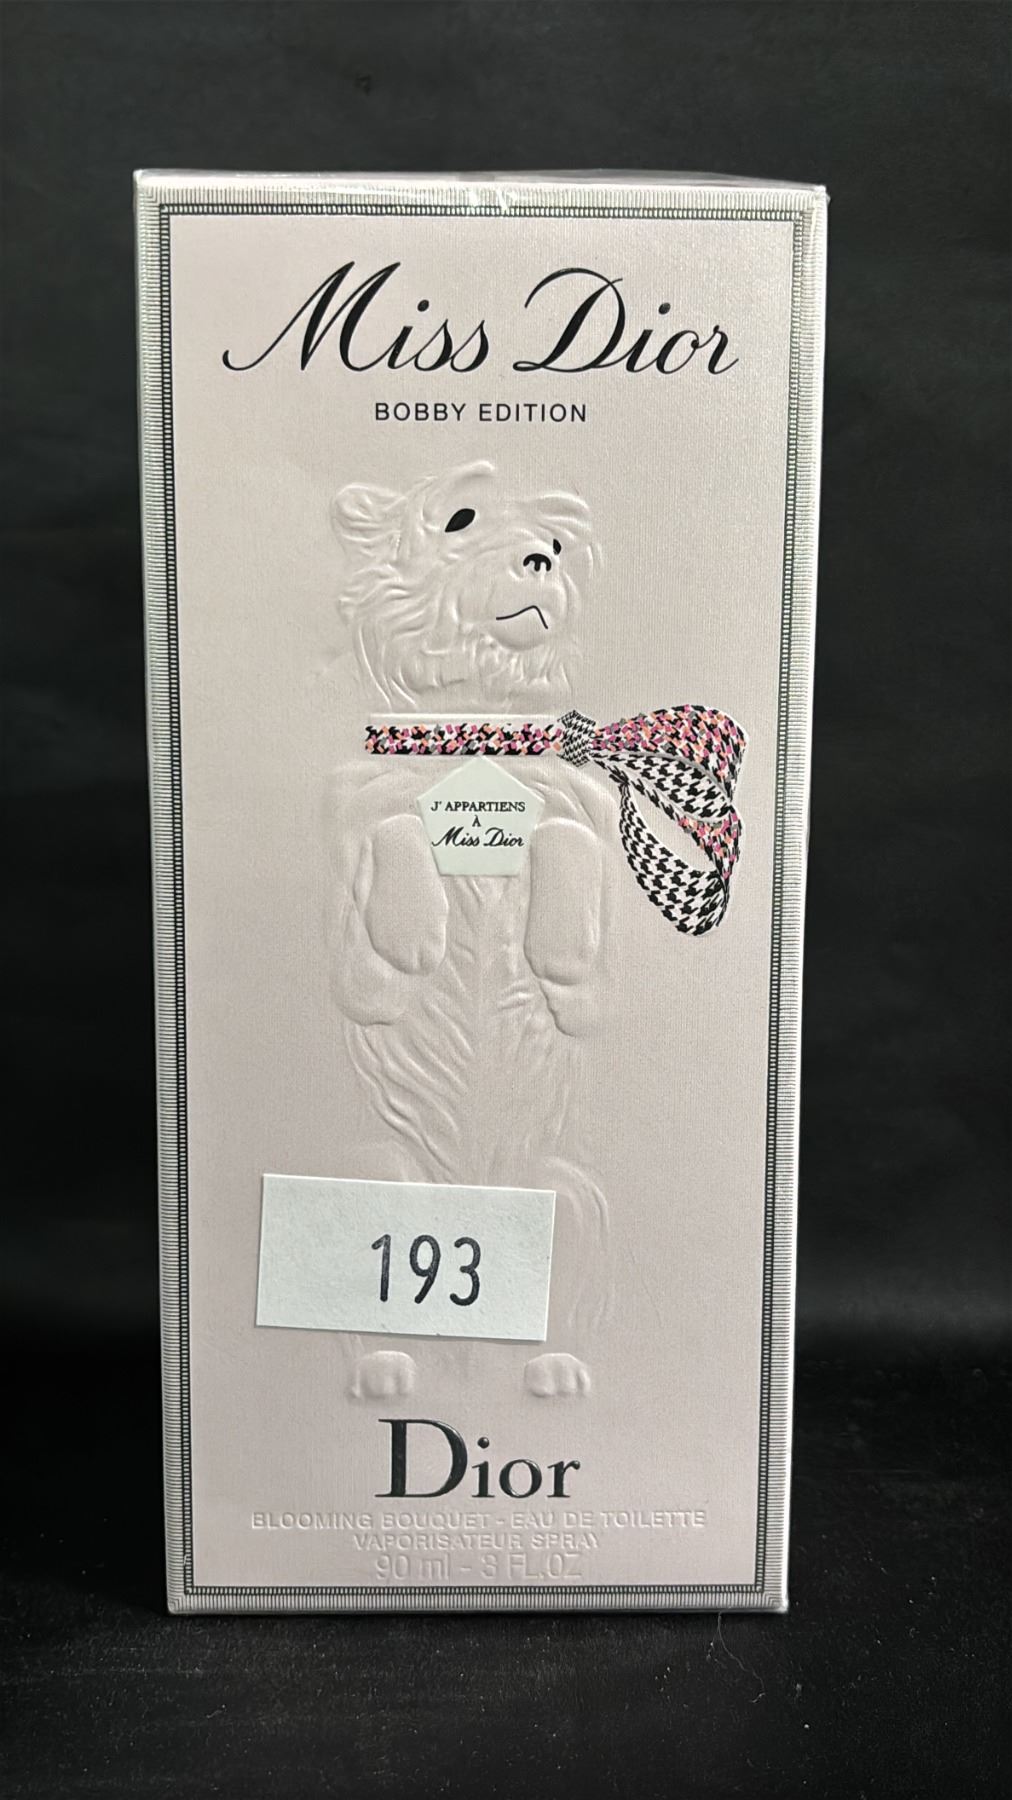 Miss Dior
BOBBY EDITION
J'APPARTIENS
À
Miss Dior
193
Dior
BLOOMING BOUQUET - EAU DE TOILETTE
VAPORISATEUR SPRAY
90 ml - 3 FL.OZ